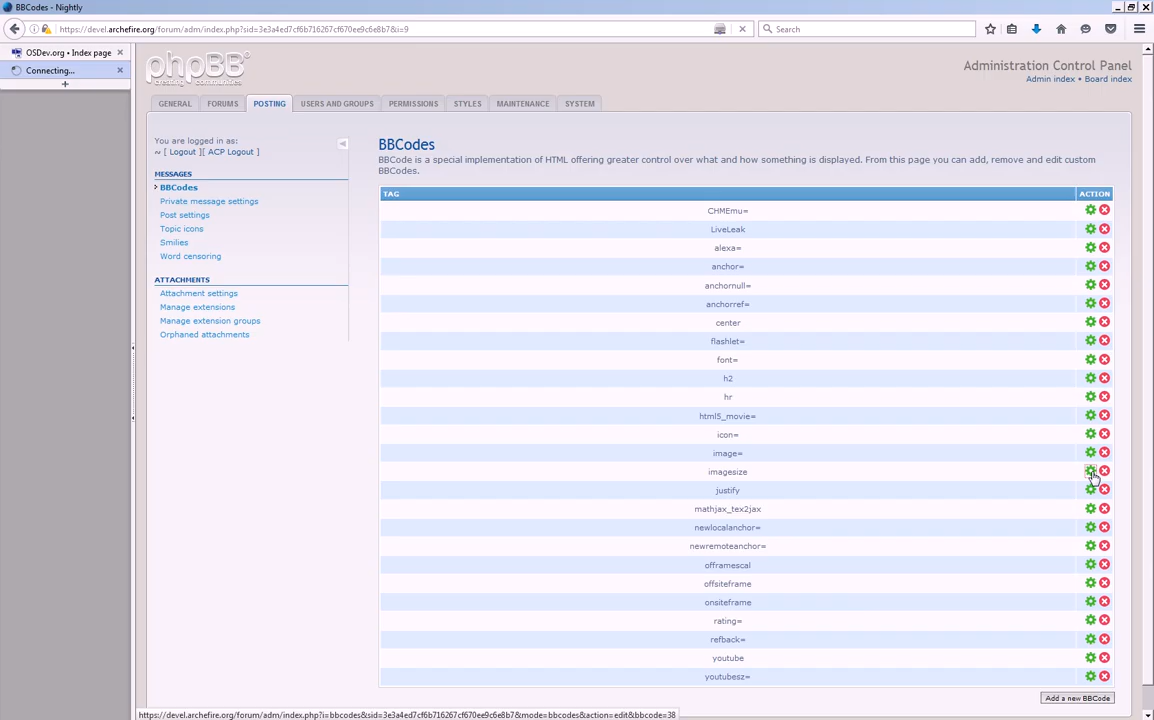 BBCodes - Nightly
https://devel.archefire.org/forum/adm/index.php?sid=3e3a4ed7cf6b716267cf670ee9c6e8b7&i=9
Search
OSDev.org • Index page
Connecting...
phpBB
creating communities
Administration Control Panel
Admin index • Board index
GENERAL
FORUMS
POSTING
USERS AND GROUPS
PERMISSIONS
STYLES
MAINTENANCE
SYSTEM
You are logged in as:
~ [ Logout ][ ACP Logout ]
MESSAGES
BBCodes
Private message settings
Post settings
Topic icons
Smilies
Word censoring
ATTACHMENTS
Attachment settings
Manage extensions
Manage extension groups
Orphaned attachments
BBCodes
BBCode is a special implementation of HTML offering greater control over what and how something is displayed. From this page you can add, remove and edit custom
BBCodes.
TAG ACTION
CHMEmu=
LiveLeak
alexa=
anchor=
anchornull=
anchorref=
center
flashlet=
font=
h2
hr
html5_movie=
icon=
image=
imagesize
justify
mathjax_tex2jax
newlocalanchor=
newremoteanchor=
offramescal
offsiteframe
onsiteframe
rating=
refback=
youtube
youtubesz=
Add a new BBCode
https://devel.archefire.org/forum/adm/index.php?i=bbcodes&sid=3e3a4ed7cf6b716267cf670ee9c6e8b7&mode=bbcodes&action=edit&bbcode=38